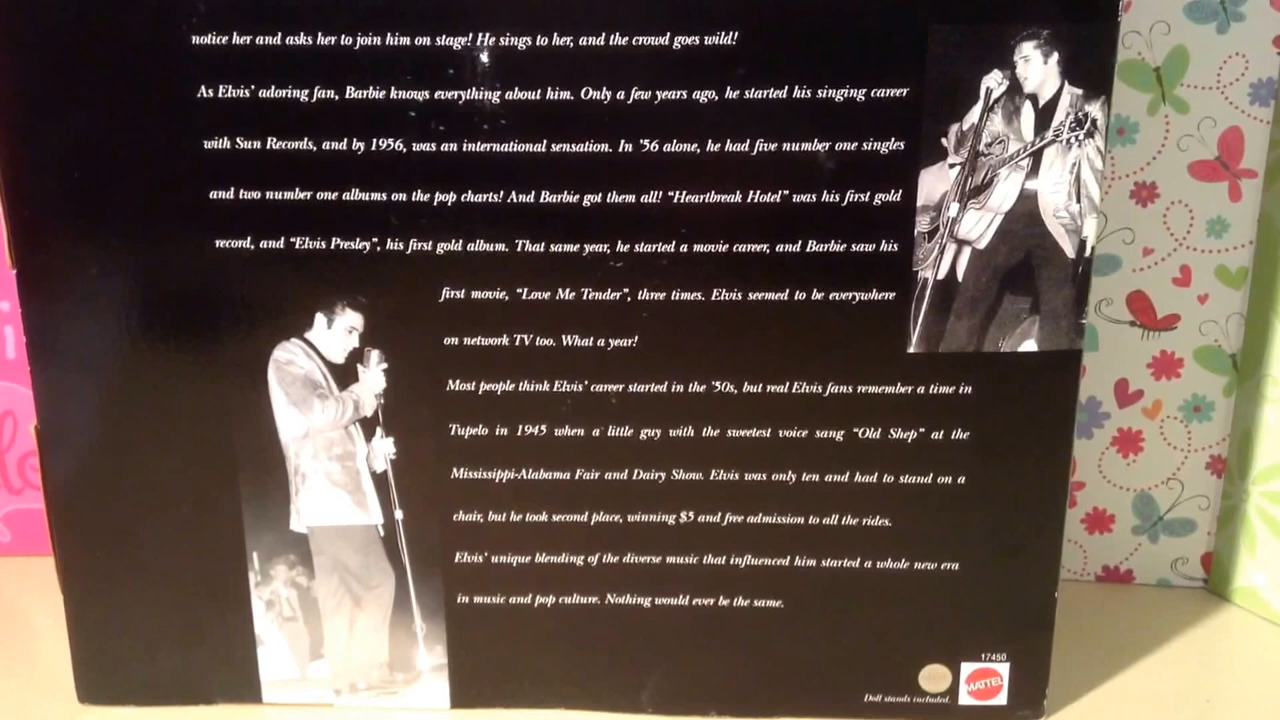 notice her and asks her to join him on stage! He sings to her, and the crowd goes wild!
As Elvis' adoring fan, Barbie knows everything about him. Only a few years ago, he started his singing career
with Sun Records, and by 1956, was an international sensation. In '56 alone, he had five number one singles
and two number one albums on the pop charts! And Barbie got them all! "Heartbreak Hotel" was his first gold
record, and "Elvis Presley", his first gold album. That same year, he started a movie career, and Barbie saw his
first movie, "Love Me Tender", three times. Elvis seemed to be everywhere
on network TV too. What a year!
Most people think Elvis' career started in the '50s, but real Elvis fans remember a time in
Tupelo in 1945 when a little guy with the sweetest voice sang "Old Shep" at the
Mississippi-Alabama Fair and Dairy Show. Elvis was only ten and had to stand on a
chair, but he took second place, winning $5 and free admission to all the rides.
Elvis' unique blending of the diverse music that influenced him started a whole new era
in music and pop culture. Nothing would ever be the same.
17450
MATTEL
Doll stands included.